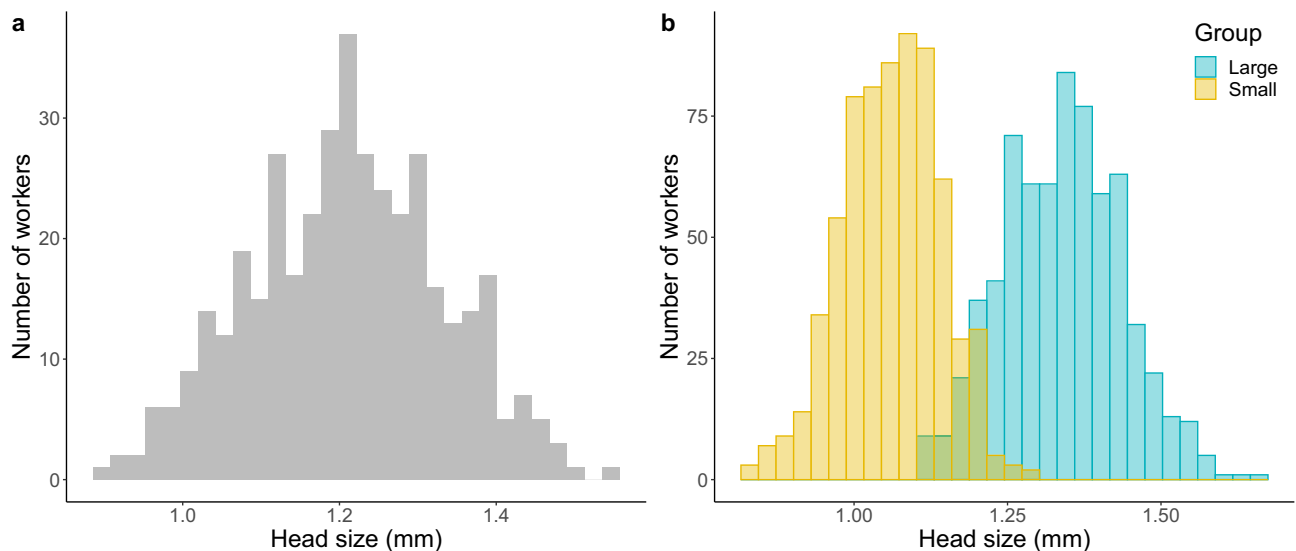 a
Number of workers
30
20
10
0
1.0 1.2 1.4
Head size (mm)
b
Group
Large
Small
Number of workers
75
50
25
0
1.00 1.25 1.50
Head size (mm)